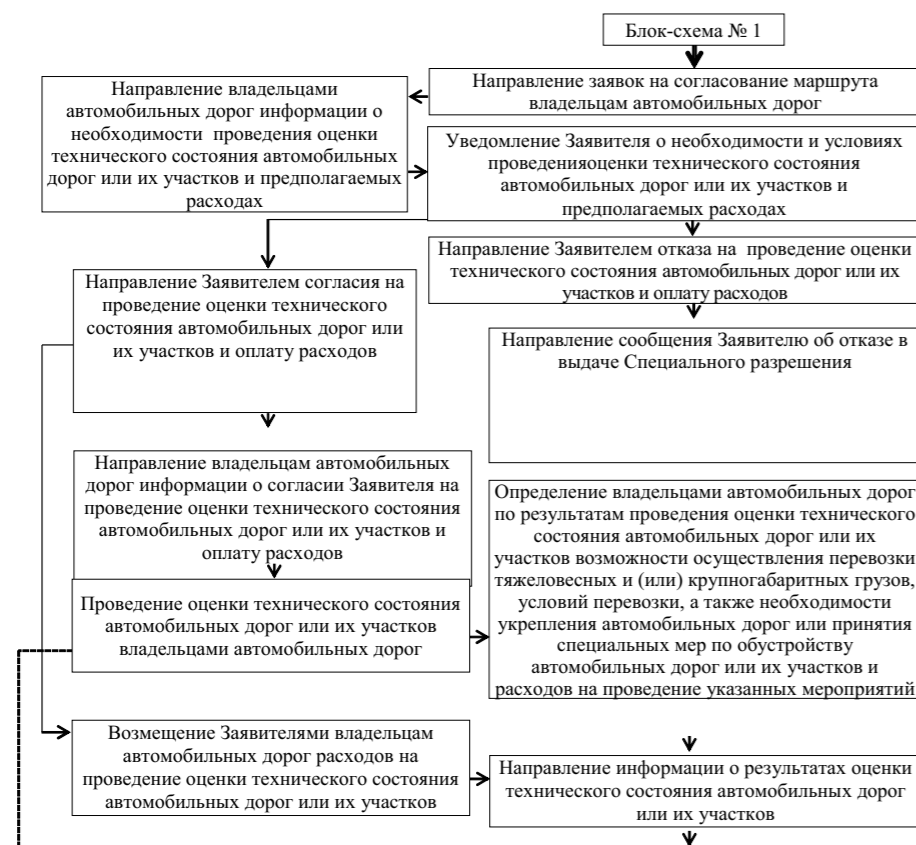 Блок-схема № 1
Направление заявок на согласование маршрута
владельцам автомобильных дорог
Направление владельцами
автомобильных дорог информации о
необходимости проведения оценки
технического состояния автомобильных
дорог или их участков и предполагаемых
расходах
Уведомление Заявителя о необходимости и условиях
проведенияоценки технического состояния
автомобильных дорог или их участков и
предполагаемых расходах
Направление Заявителем отказа на проведение оценки
технического состояния автомобильных дорог или их
участков и оплату расходов
Направление Заявителем согласия на
проведение оценки технического
состояния автомобильных дорог или
их участков и оплату расходов
Направление сообщения Заявителю об отказе в
выдаче Специального разрешения
Направление владельцам автомобильных
дорог информации о согласии Заявителя на
проведение оценки технического состояния
автомобильных дорог или их участков и
оплату расходов
Определение владельцами автомобильных дорог
по результатам проведения оценки технического
состояния автомобильных дорог или их
участков возможности осуществления перевозки
тяжеловесных и (или) крупногабаритных грузов,
условий перевозки, а также необходимости
укрепления автомобильных дорог или принятия
специальных мер по обустройству
автомобильных дорог или их участков и
расходов на проведение указанных мероприятий
Проведение оценки технического состояния
автомобильных дорог или их участков
владельцами автомобильных дорог
Возмещение Заявителями владельцам
автомобильных дорог расходов на
проведение оценки технического состояния
автомобильных дорог или их участков
Направление информации о результатах оценки
технического состояния автомобильных дорог
или их участков